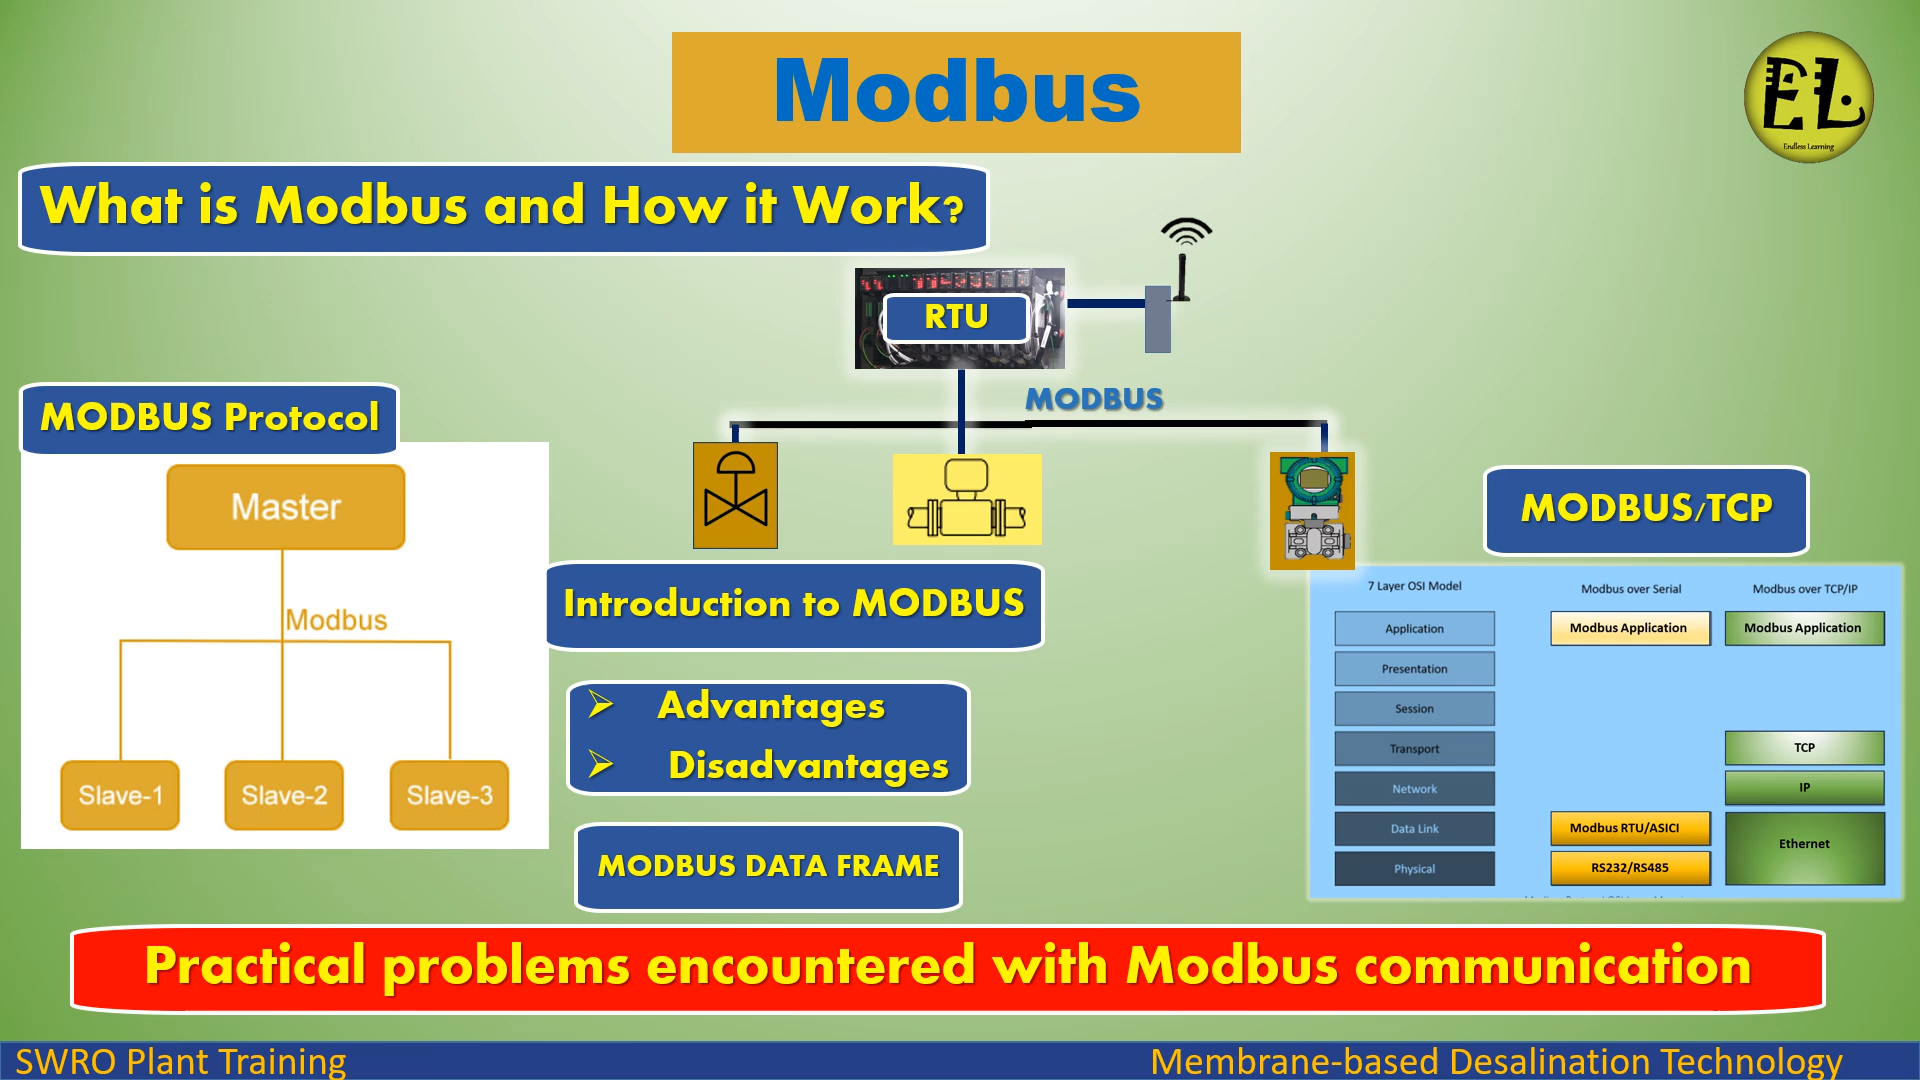 Modbus
EL
Endless Learning
What is Modbus and How it Work?
RTU
MODBUS
MODBUS Protocol
Master
Modbus
Slave-1
Slave-2
Slave-3
Introduction to MODBUS
Advantages
Disadvantages
MODBUS DATA FRAME
MODBUS/TCP
7 Layer OSI Model
Modbus over Serial
Modbus over TCP/IP
Application
Modbus Application
Modbus Application
Presentation
Session
Transport
TCP
Network
IP
Data Link
Modbus RTU/ASICI
Ethernet
Physical
RS232/RS485
Practical problems encountered with Modbus communication
SWRO Plant Training
Membrane-based Desalination Technology